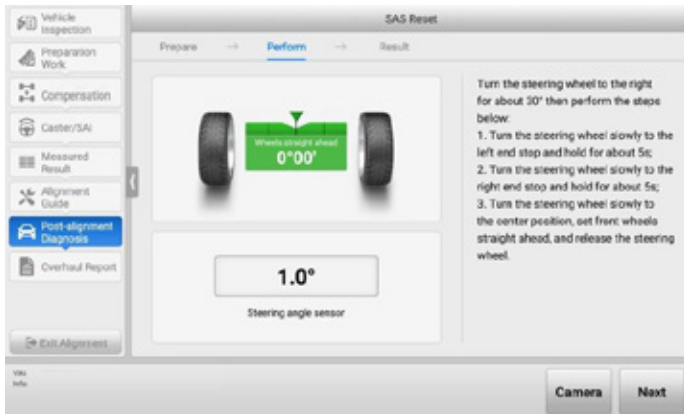 SAS Reset
Vehicle
Inspection
Preparation
Work
Compensation
Caster/SAI
Measured
Result
Alignment
Guide
Post-alignment
Diagnosis
Overhaul Report
Exit Alignment
Prepare → Perform → Result
Wheels straight ahead
0°00'
1.0°
Steering angle sensor
Turn the steering wheel to the right
for about 30° then perform the steps
below:
1. Turn the steering wheel slowly to the
left end stop and hold for about 5s;
2. Turn the steering wheel slowly to the
right end stop and hold for about 5s;
3. Turn the steering wheel slowly to
the center position, set front wheels
straight ahead, and release the steering
wheel.
Camera
Next